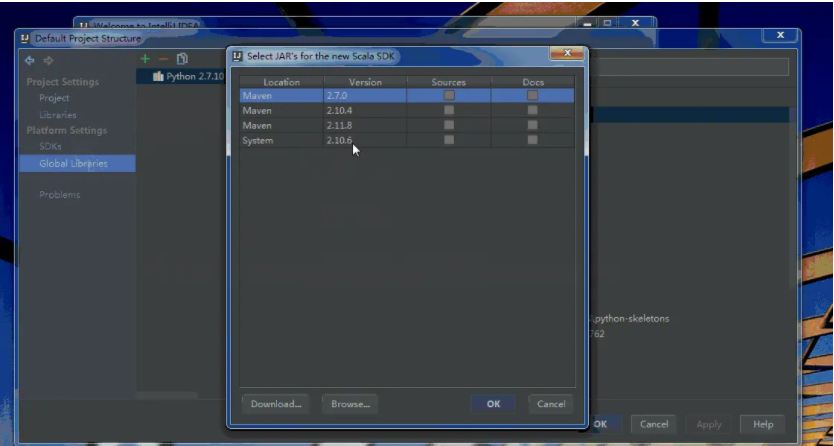 Welcome to IntelliJ IDEA
Default Project Structure
Select JAR's for the new Scala SDK
Project Settings
Project
Libraries
Platform Settings
SDKs
Global Libraries
Problems
Python 2.7.10
Location Version Sources Docs
Maven 2.7.0
Maven 2.10.4
Maven 2.11.8
System 2.10.6
\python-skeletons
762
Download... Browse... OK Cancel
OK Cancel Apply Help